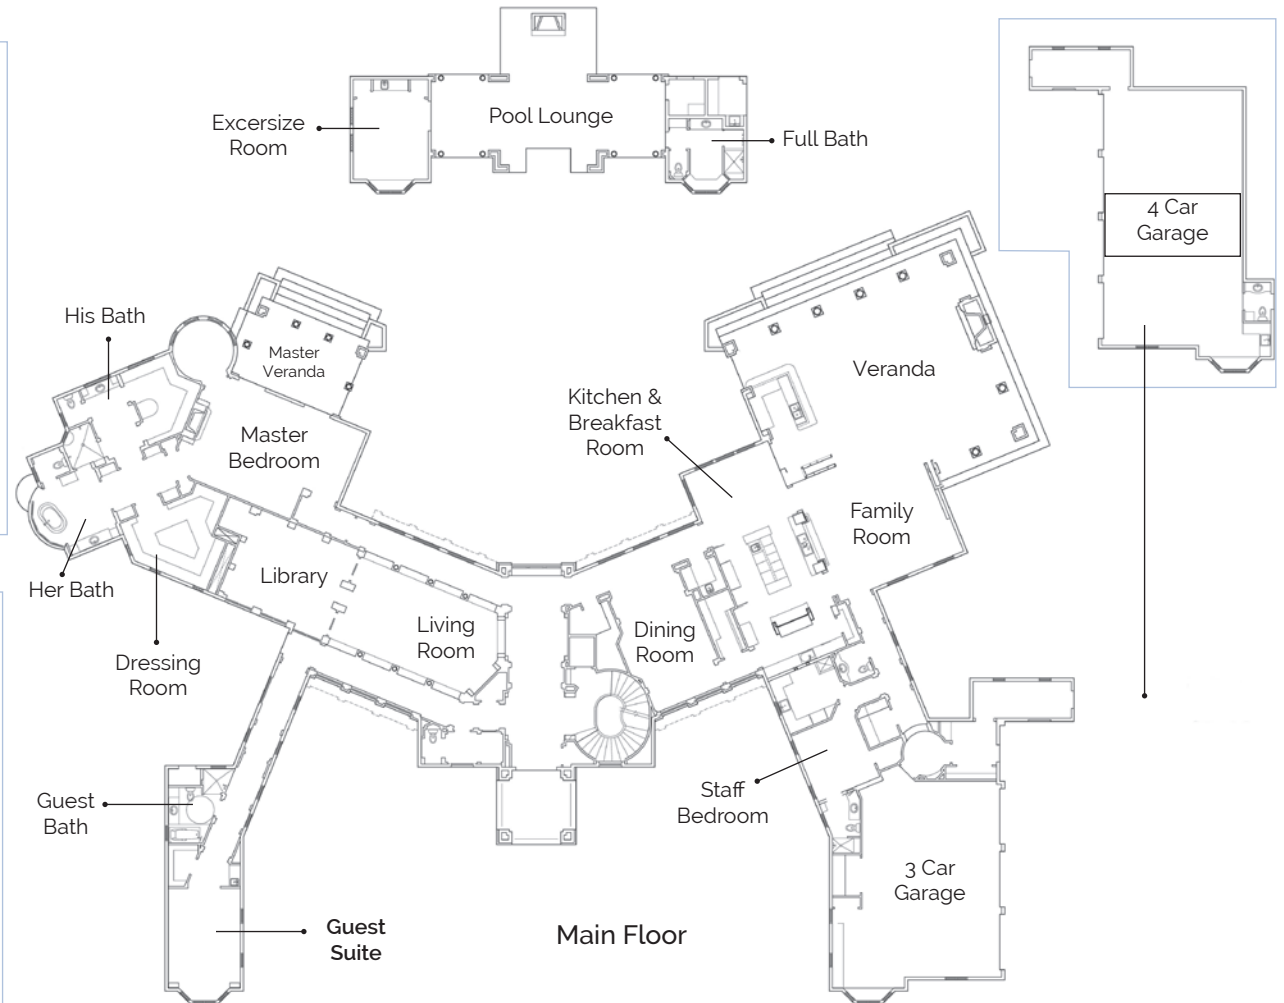 Excersize
Room
Pool Lounge
Full Bath
4 Car
Garage
His Bath
Master
Veranda
Veranda
Kitchen &
Breakfast
Room
Master
Bedroom
Family
Room
Library
Her Bath
Living
Room
Dining
Room
Dressing
Room
Guest
Bath
Staff
Bedroom
3 Car
Garage
Guest
Suite
Main Floor